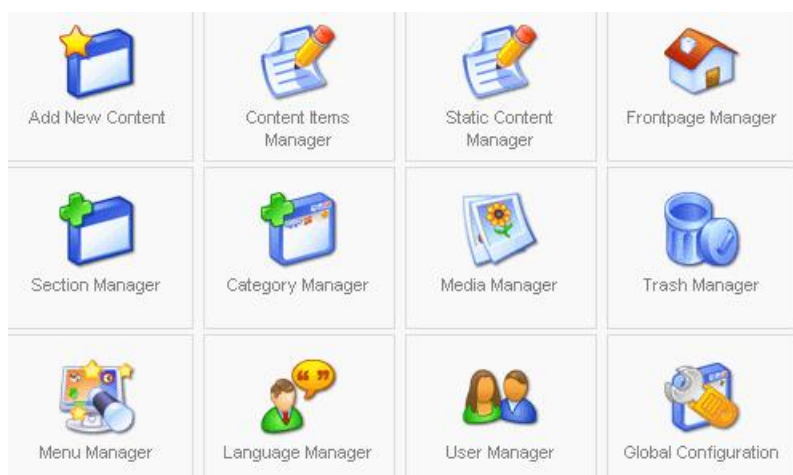 Add New Content
Content Items
Manager
Static Content
Manager
Frontpage Manager
Section Manager
Category Manager
Media Manager
Trash Manager
Menu Manager
Language Manager
User Manager
Global Configuration